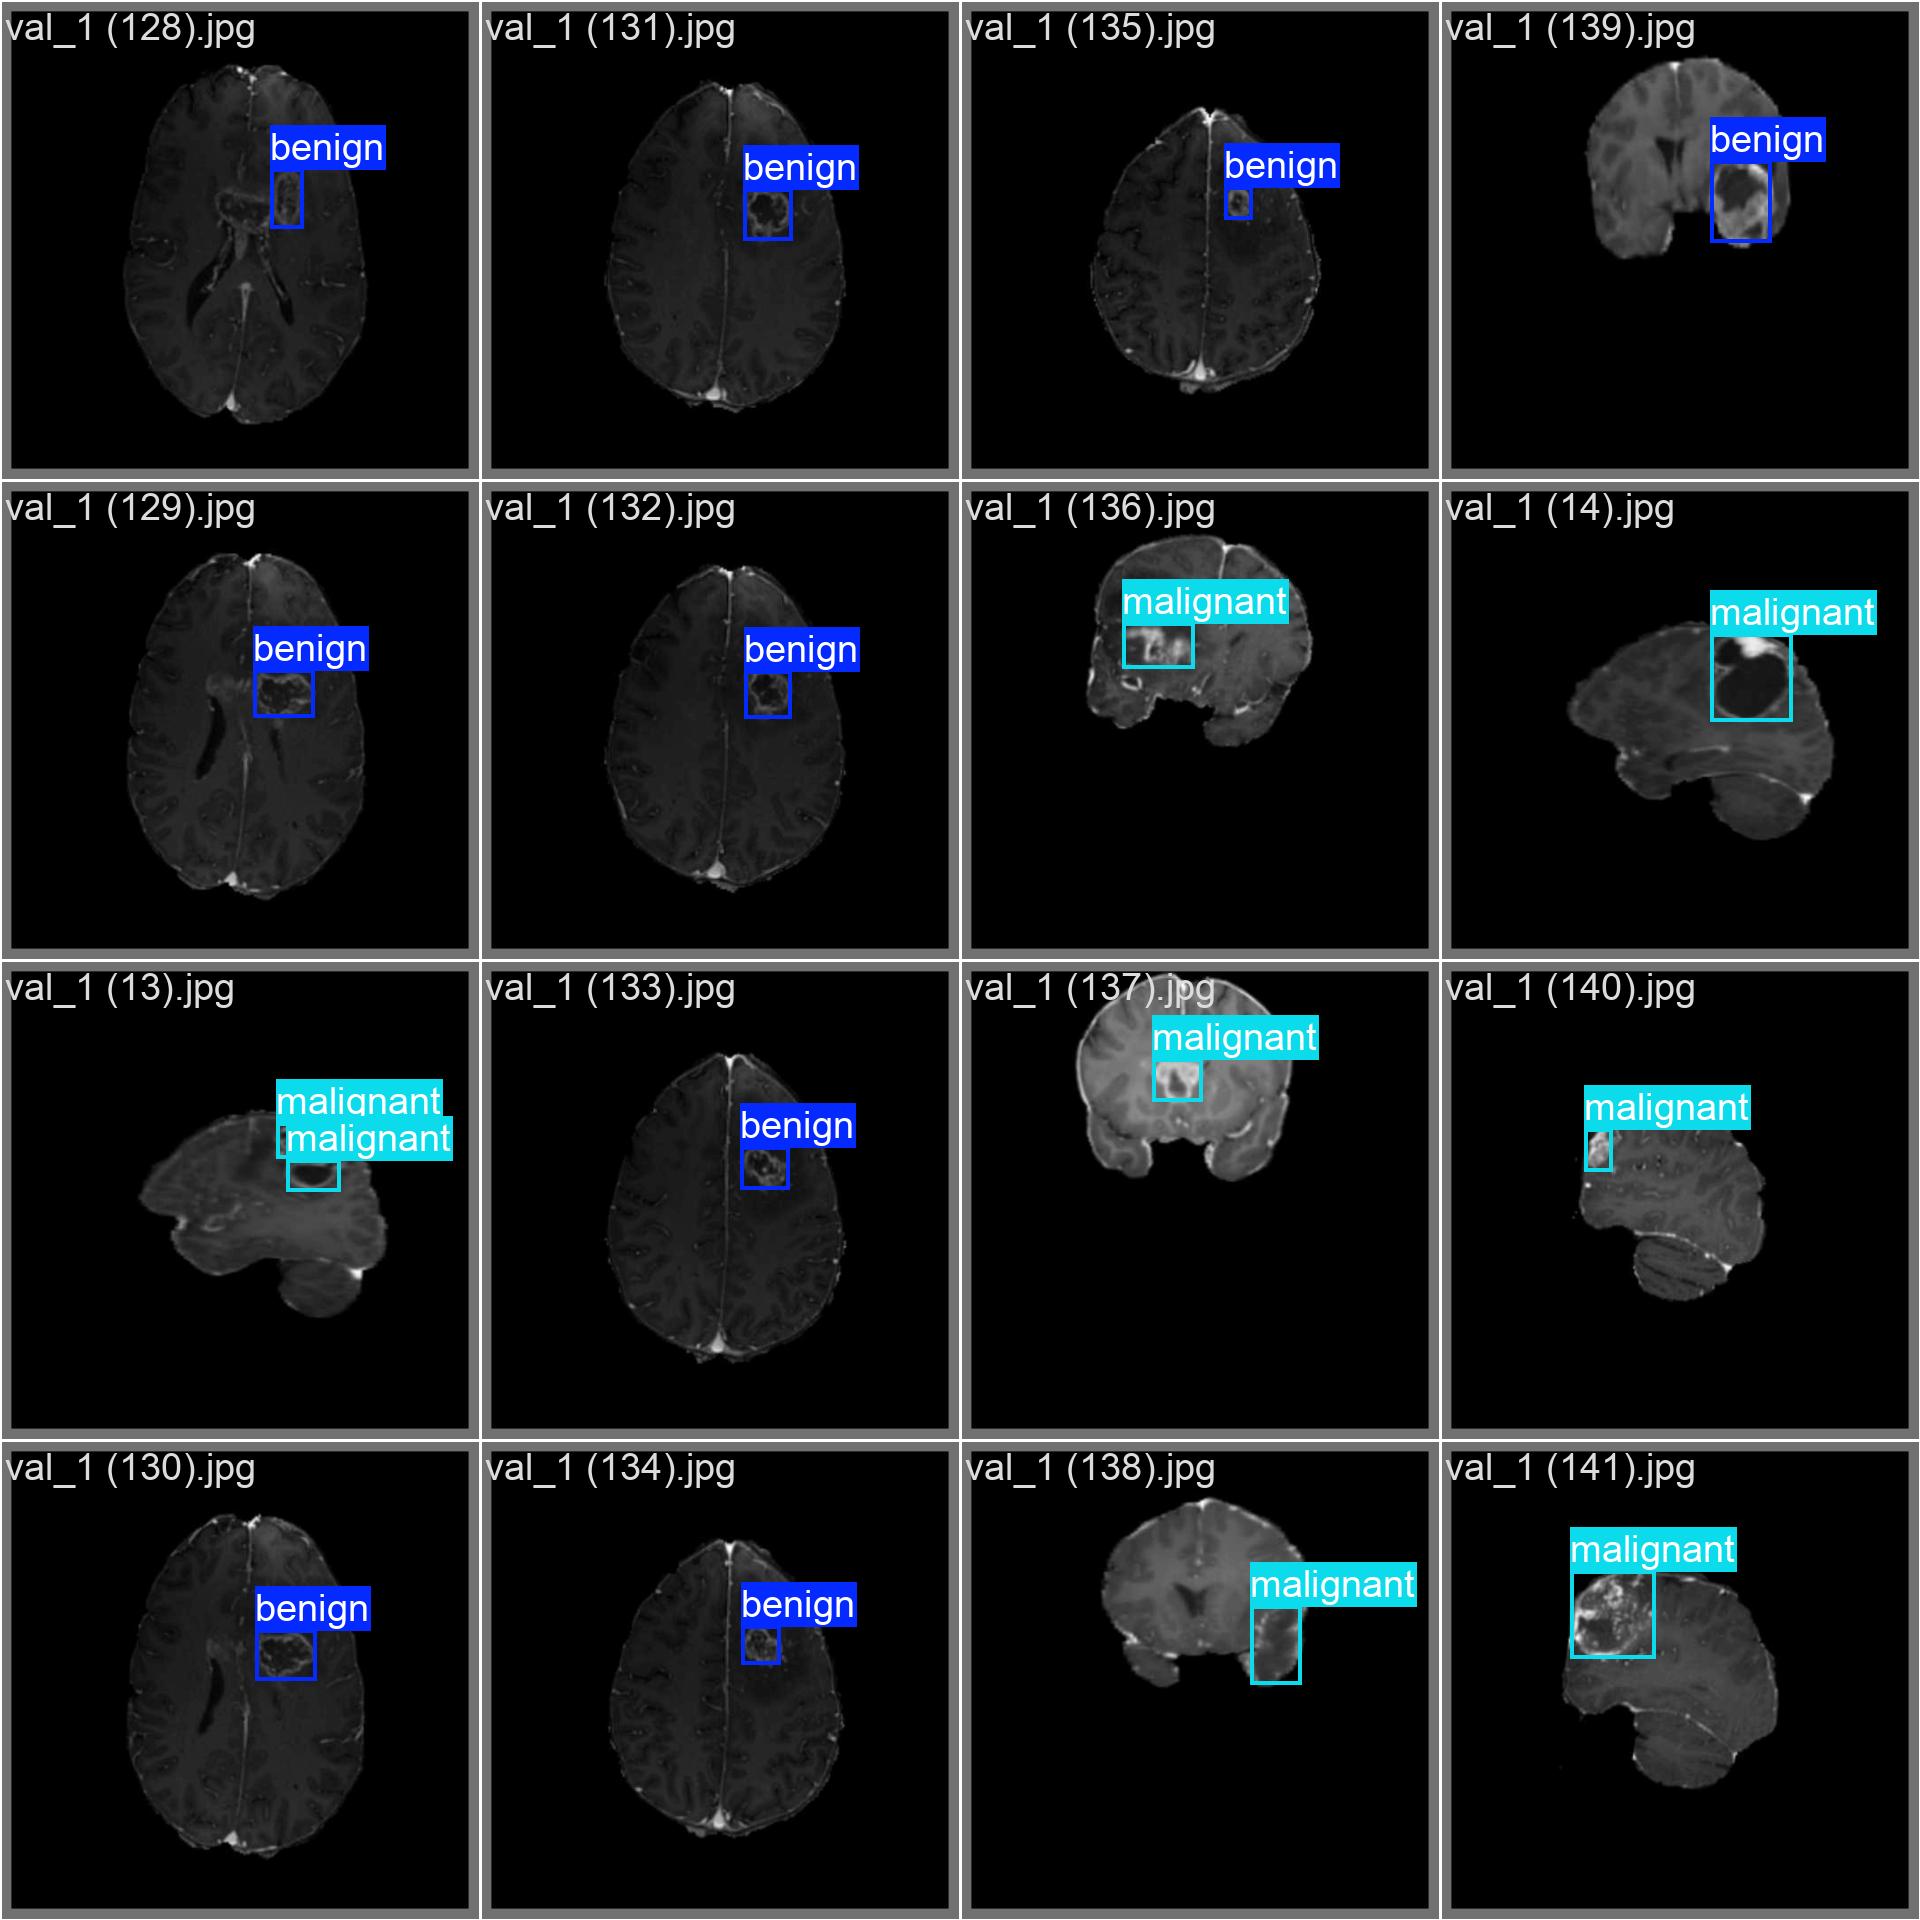 val_1 (128).jpg
benign
val_1 (131).jpg
benign
val_1 (135).jpg
benign
val_1 (139).jpg
benign
val_1 (129).jpg
benign
val_1 (132).jpg
benign
val_1 (136).jpg
malignant
val_1 (14).jpg
malignant
val_1 (13).jpg
malignant
malignant
val_1 (133).jpg
benign
val_1 (137).jpg
malignant
val_1 (140).jpg
malignant
val_1 (130).jpg
benign
val_1 (134).jpg
benign
val_1 (138).jpg
malignant
val_1 (141).jpg
malignant